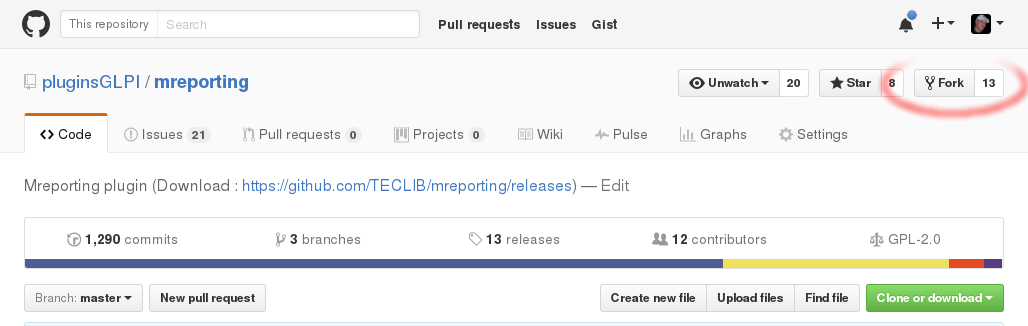 This repository Search Pull requests Issues Gist
pluginsGLPI / mreporting Unwatch 20 Star 8 Fork 13
Code Issues 21 Pull requests 0 Projects 0 Wiki Pulse Graphs Settings
Mreporting plugin (Download : https://github.com/TECLIB/mreporting/releases) — Edit
1,290 commits 3 branches 13 releases 12 contributors GPL-2.0
Branch: master New pull request Create new file Upload files Find file Clone or download